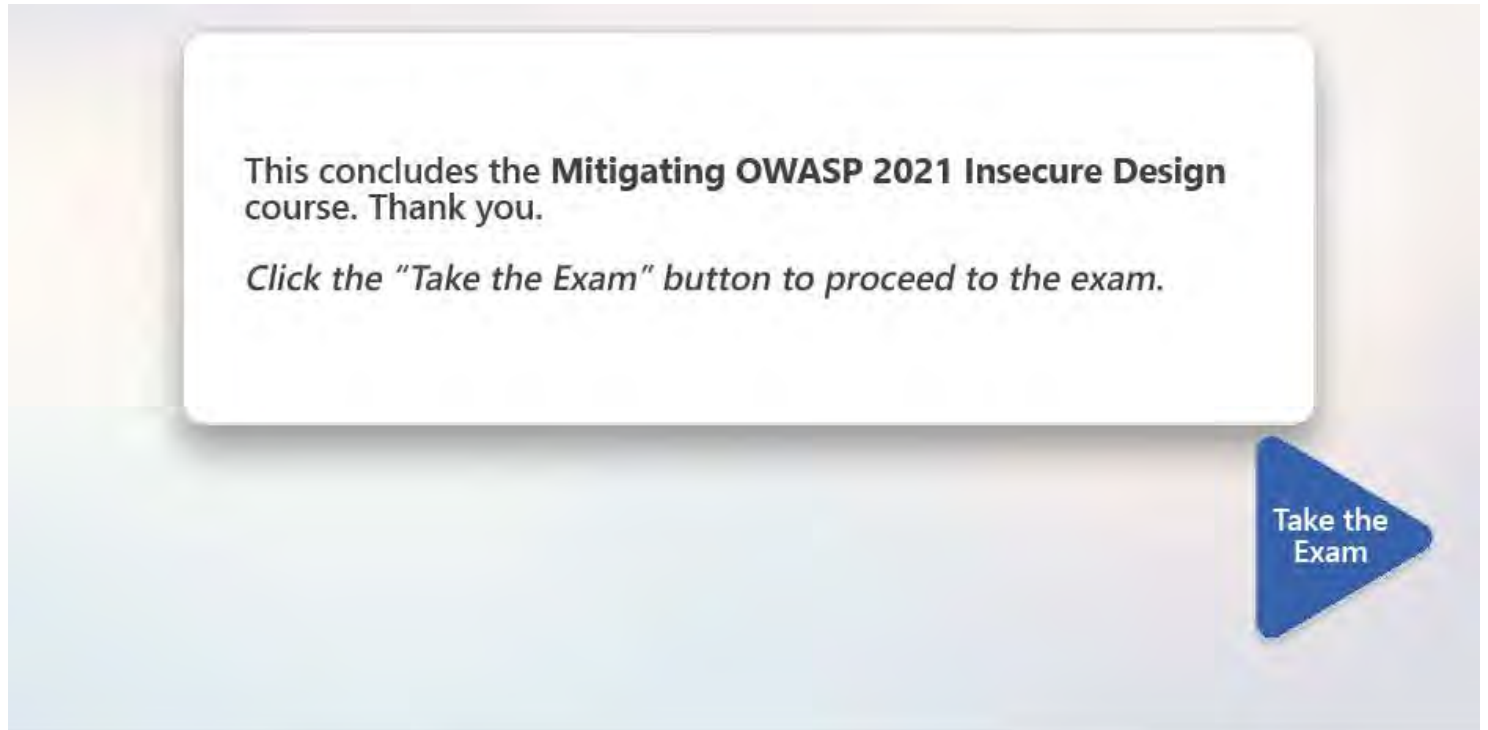 This concludes the Mitigating OWASP 2021 Insecure Design
course. Thank you.
Click the “Take the Exam” button to proceed to the exam.
Take the
Exam